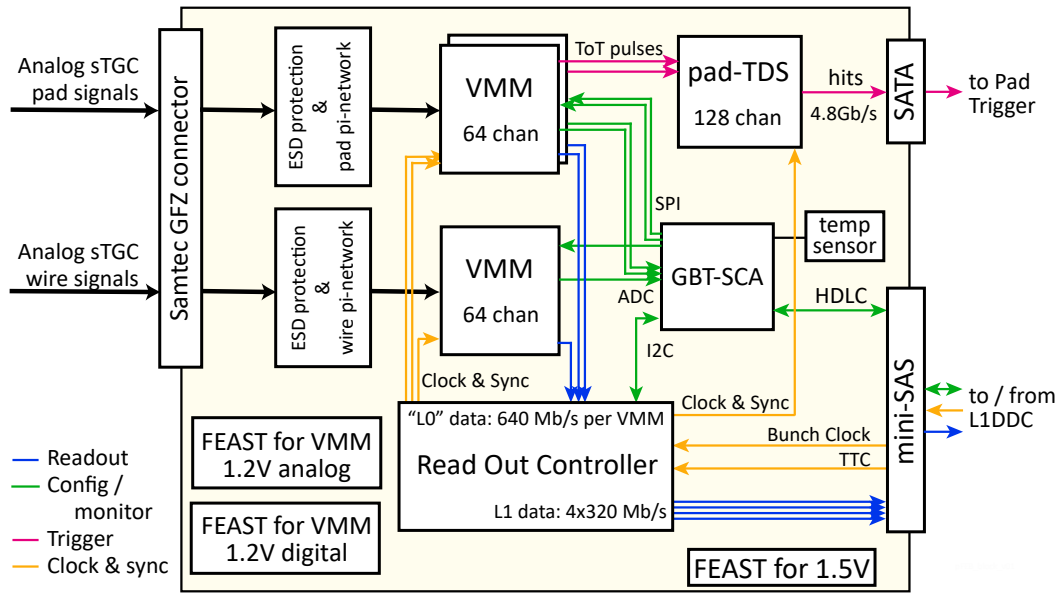 Analog sTGC
pad signals
Analog sTGC
wire signals
Samtec GFZ connector
ESD protection
&
pad pi-network
ESD protection
&
wire pi-network
VMM
64 chan
VMM
64 chan
ToT pulses
pad-TDS
128 chan
hits
4.8Gb/s
SATA
to Pad
Trigger
SPI
GBT-SCA
temp
sensor
ADC
HDLC
I2C
Clock & Sync
Clock & Sync
"L0" data: 640 Mb/s per VMM
Read Out Controller
L1 data: 4x320 Mb/s
Bunch Clock
TTC
mini-SAS
to / from
L1DDC
FEAST for VMM
1.2V analog
FEAST for VMM
1.2V digital
FEAST for 1.5V
Readout
Config /
monitor
Trigger
Clock & sync